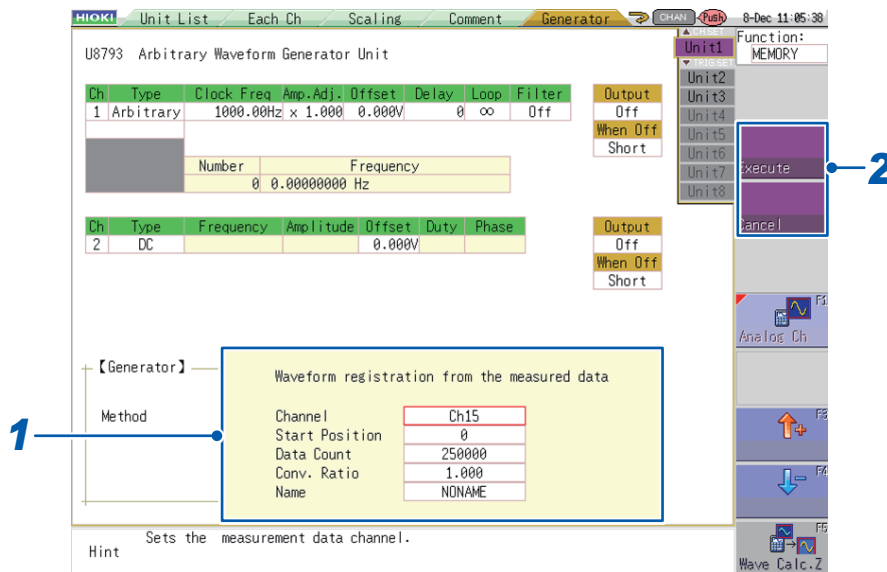 HIOKI Unit List Each Ch Scaling Comment Generator CHAN Push 8-Dec 11:05:38
U8793 Arbitrary Waveform Generator Unit
Ch Type Clock Freq Amp.Adj. Offset Delay Loop Filter
1 Arbitrary 1000.00Hz x 1.000 0.000V 0 ∞ Off
Number Frequency
0 0.00000000 Hz
Output
Off
When Off
Short
Ch Type Frequency Amplitude Offset Duty Phase
2 DC 0.000V
Output
Off
When Off
Short
▲ CH SET
Unit1
▼ TRIG SET
Unit2
Unit3
Unit4
Unit5
Unit6
Unit7
Unit8
Function:
MEMORY
Execute
Cancel
2
F1
Analog Ch
F3
F4
F5
Wave Calc.Z
1
【Generator】
Method
Waveform registration from the measured data
Channel Ch15
Start Position 0
Data Count 250000
Conv. Ratio 1.000
Name NONAME
Hint Sets the measurement data channel.